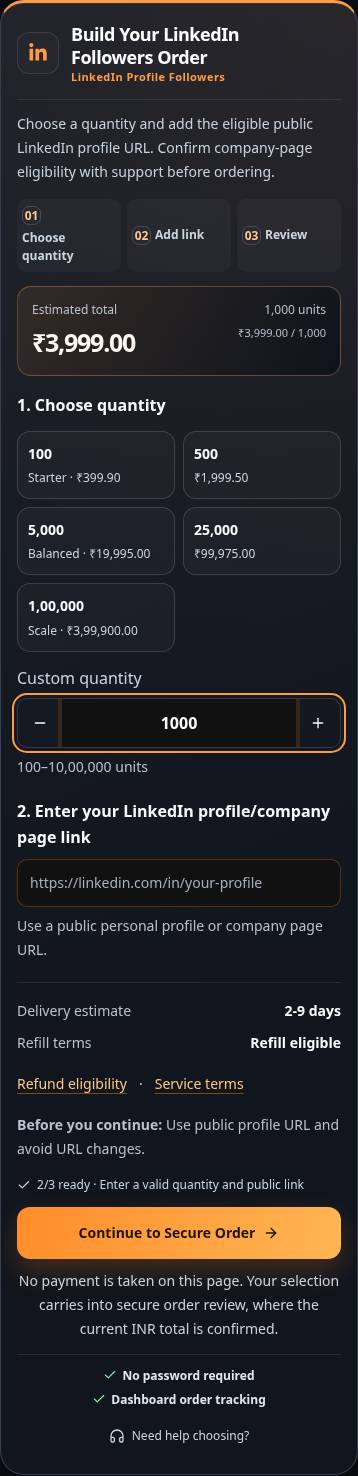 in
Build Your LinkedIn
Followers Order
LinkedIn Profile Followers
Choose a quantity and add the eligible public
LinkedIn profile URL. Confirm company-page
eligibility with support before ordering.
01
Choose
quantity
02 Add link
03 Review
Estimated total
₹3,999.00
1,000 units
₹3,999.00 / 1,000
1. Choose quantity
100
Starter · ₹399.90
500
₹1,999.50
5,000
Balanced · ₹19,995.00
25,000
₹99,975.00
1,00,000
Scale · ₹3,99,900.00
Custom quantity
− 1000 +
100–10,00,000 units
2. Enter your LinkedIn profile/company
page link
https://linkedin.com/in/your-profile
Use a public personal profile or company page
URL.
Delivery estimate 2-9 days
Refill terms Refill eligible
Refund eligibility · Service terms
Before you continue: Use public profile URL and
avoid URL changes.
✓ 2/3 ready · Enter a valid quantity and public link
Continue to Secure Order →
No payment is taken on this page. Your selection
carries into secure order review, where the
current INR total is confirmed.
✓ No password required
✓ Dashboard order tracking
Need help choosing?